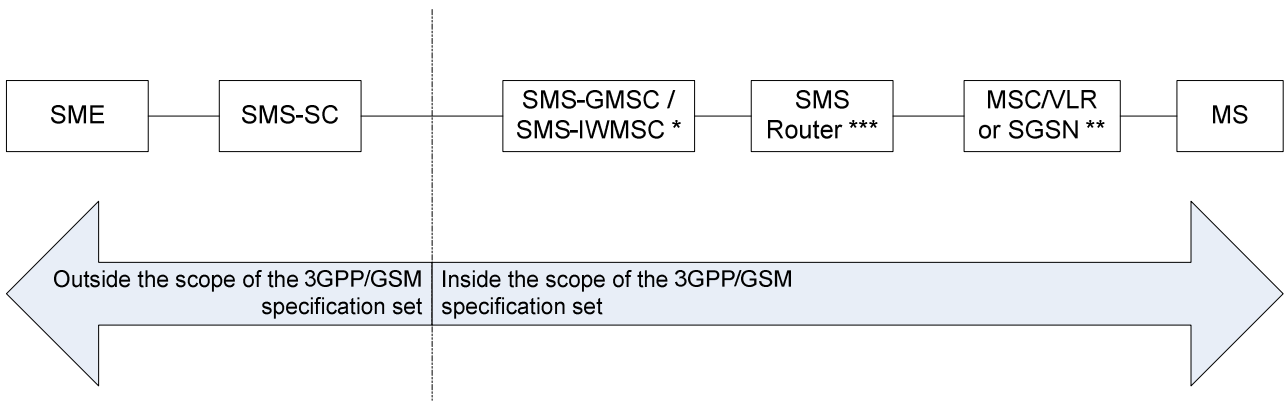 SME
SMS-SC
SMS-GMSC /
SMS-IWMSC *
SMS
Router ***
MSC/VLR
or SGSN **
MS
Outside the scope of the 3GPP/GSM
specification set
Inside the scope of the 3GPP/GSM
specification set